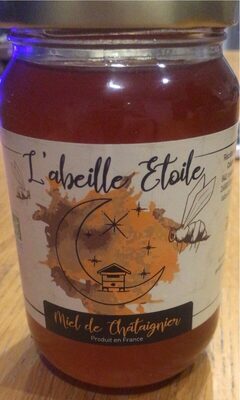 L'abeille Etoile
Miel de Châtaignier
Produit en France